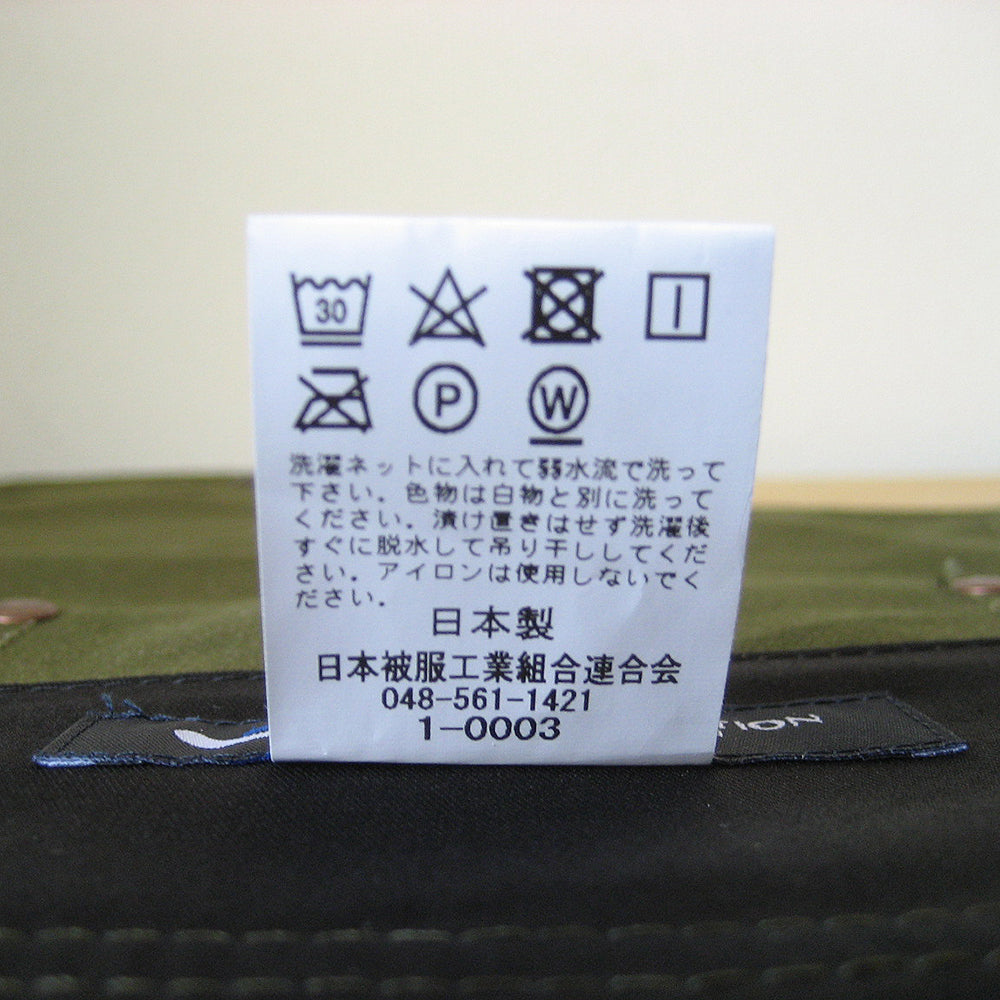 30
P
W
洗濯ネットに入れて弱水流で洗って
下さい。色物は白物と別に洗って
ください。漬け置きはせず洗濯後
すぐに脱水して吊り干ししてくだ
さい。アイロンは使用しないでく
ださい。
日本製
日本被服工業組合連合会
048-561-1421
1-0003
TION